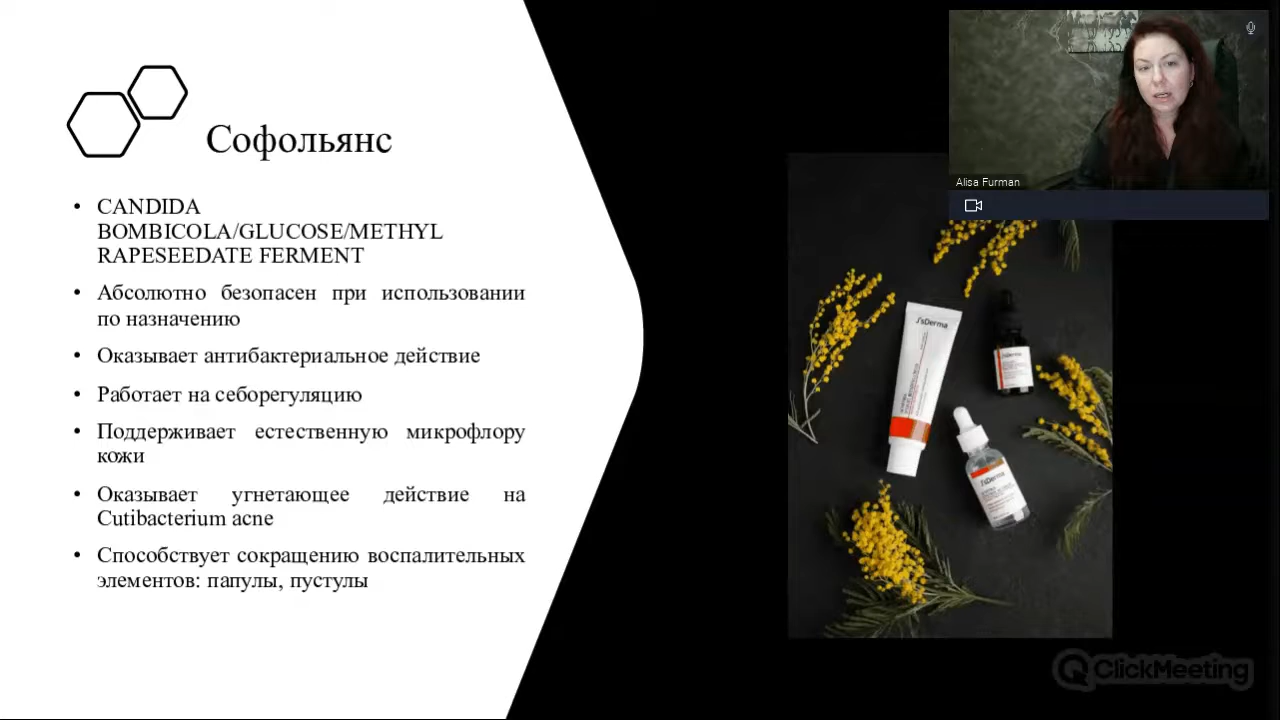 Софольянс
• CANDIDA
BOMBICOLA/GLUCOSE/METHYL
RAPESEEDATE FERMENT
• Абсолютно безопасен при использовании
по назначению
• Оказывает антибактериальное действие
• Работает на себорегуляцию
• Поддерживает естественную микрофлору
кожи
• Оказывает угнетающее действие на
Cutibacterium acne
• Способствует сокращению воспалительных
элементов: папулы, пустулы
Alisa Furman
J'sDerma
J'sDerma
J'sDerma
ClickMeeting